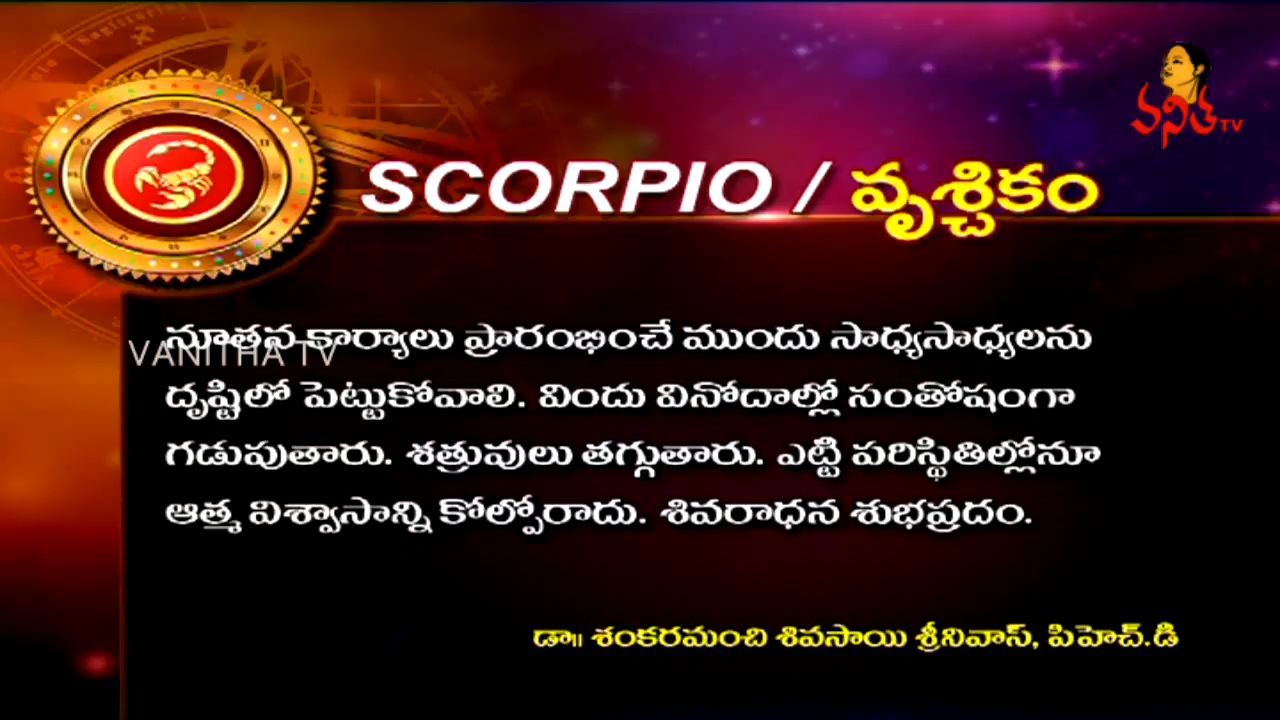 వనిత TV
SCORPIO / వృశ్చికం
VANITHA TV
నూతన కార్యాలు ప్రారంభించే ముందు సాధ్యసాధ్యలను
దృష్టిలో పెట్టుకోవాలి. విందు వినోదాల్లో సంతోషంగా
గడుపుతారు. శత్రువులు తగ్గుతారు. ఎట్టి పరిస్థితిల్లోనూ
ఆత్మ విశ్వాసాన్ని కోల్పోరాదు. శివరాధన శుభప్రదం.
డా॥ శంకరమంచి శివసాయి శ్రీనివాస్, పిహెచ్.డి